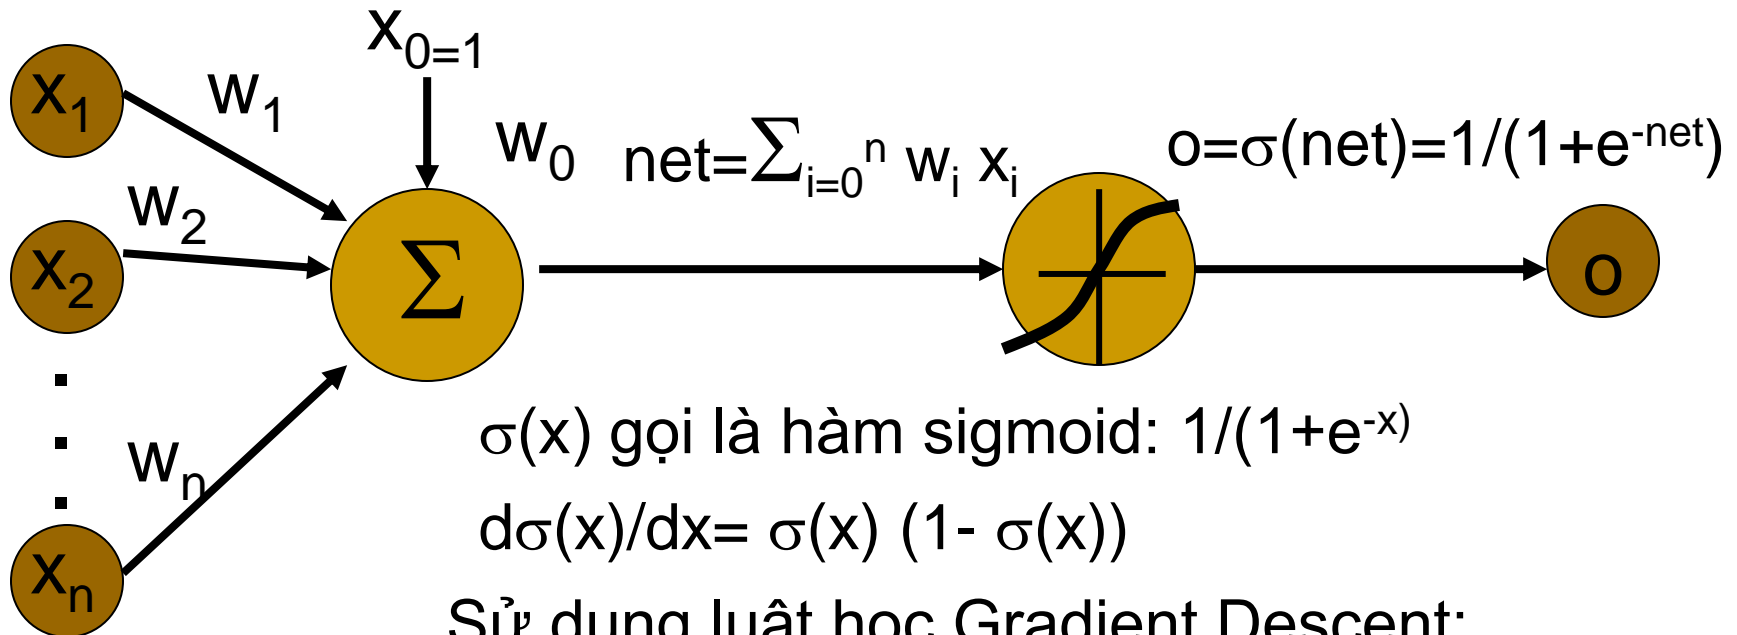 x0=1
x1
w1
w0
net=∑i=0n wi xi
o=σ(net)=1/(1+e-net)
w2
x2
Σ
o
wn
xn
σ(x) gọi là hàm sigmoid: 1/(1+e-x)
dσ(x)/dx= σ(x) (1- σ(x))
Sử dụng luật học Gradient Descent: